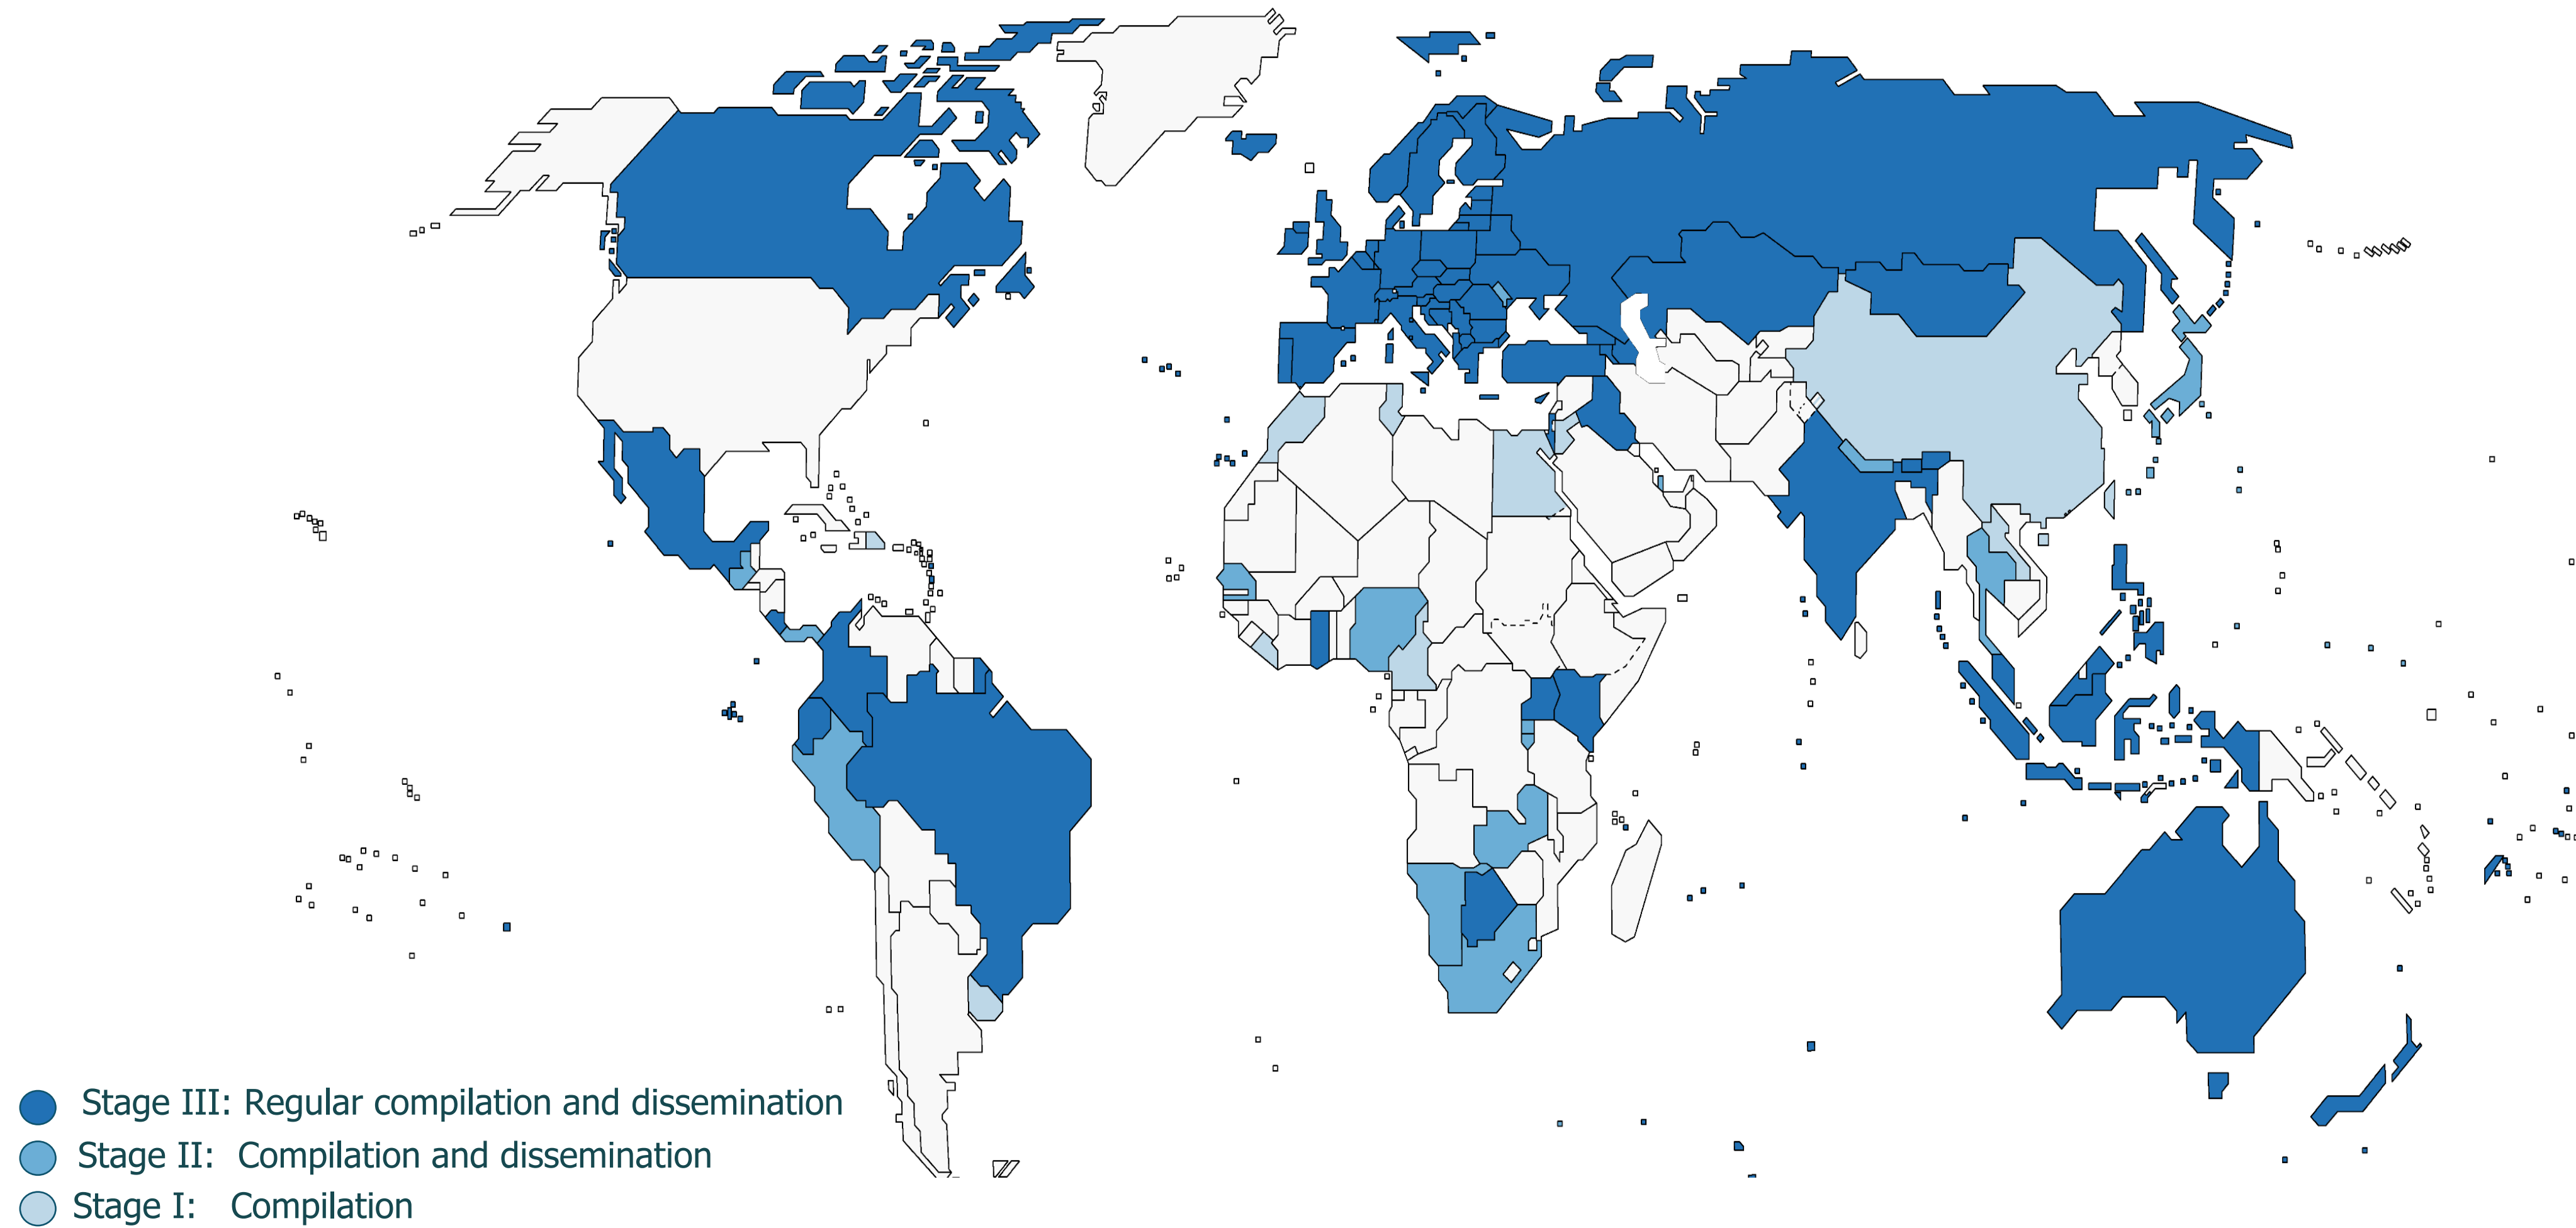 Stage III: Regular compilation and dissemination
Stage II: Compilation and dissemination
Stage I: Compilation